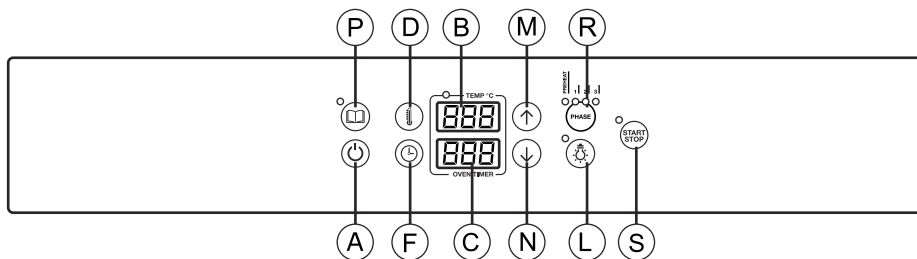 P D B M R
PREHEAT 1 2 3
TEMP °C
888
PHASE
START
STOP
888
OVEN TIMER
A F C N L S